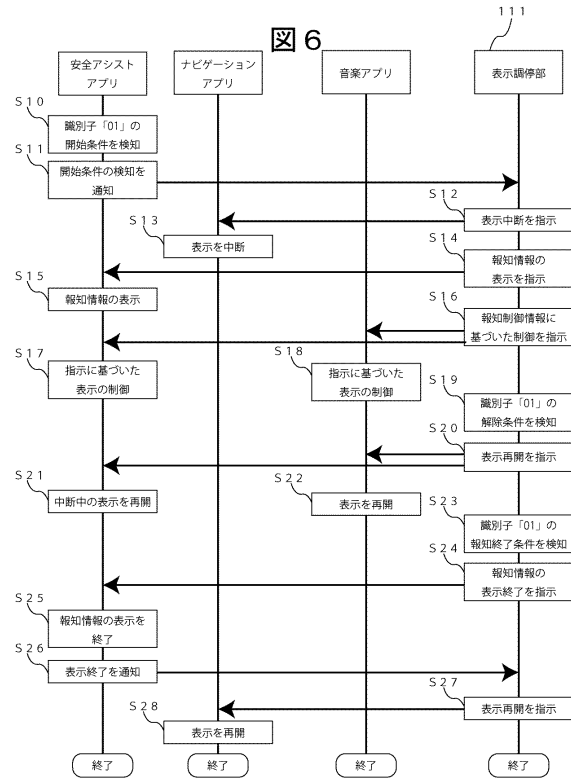 図６
111
安全アシスト
アプリ
ナビゲーション
アプリ
音楽アプリ
表示調停部
S10
識別子「01」の
開始条件を検知
S11
開始条件の検知を
通知
S12
表示中断を指示
S13
表示を中断
S14
報知情報の
表示を指示
S15
報知情報の表示
S16
報知制御情報に
基づいた制御を指示
S17
指示に基づいた
表示の制御
S18
指示に基づいた
表示の制御
S19
識別子「01」の
解除条件を検知
S20
表示再開を指示
S21
中断中の表示を再開
S22
表示を再開
S23
識別子「01」の
報知終了条件を検知
S24
報知情報の
表示終了を指示
S25
報知情報の表示を
終了
S26
表示終了を通知
S27
表示再開を指示
S28
表示を再開
終了
終了
終了
終了